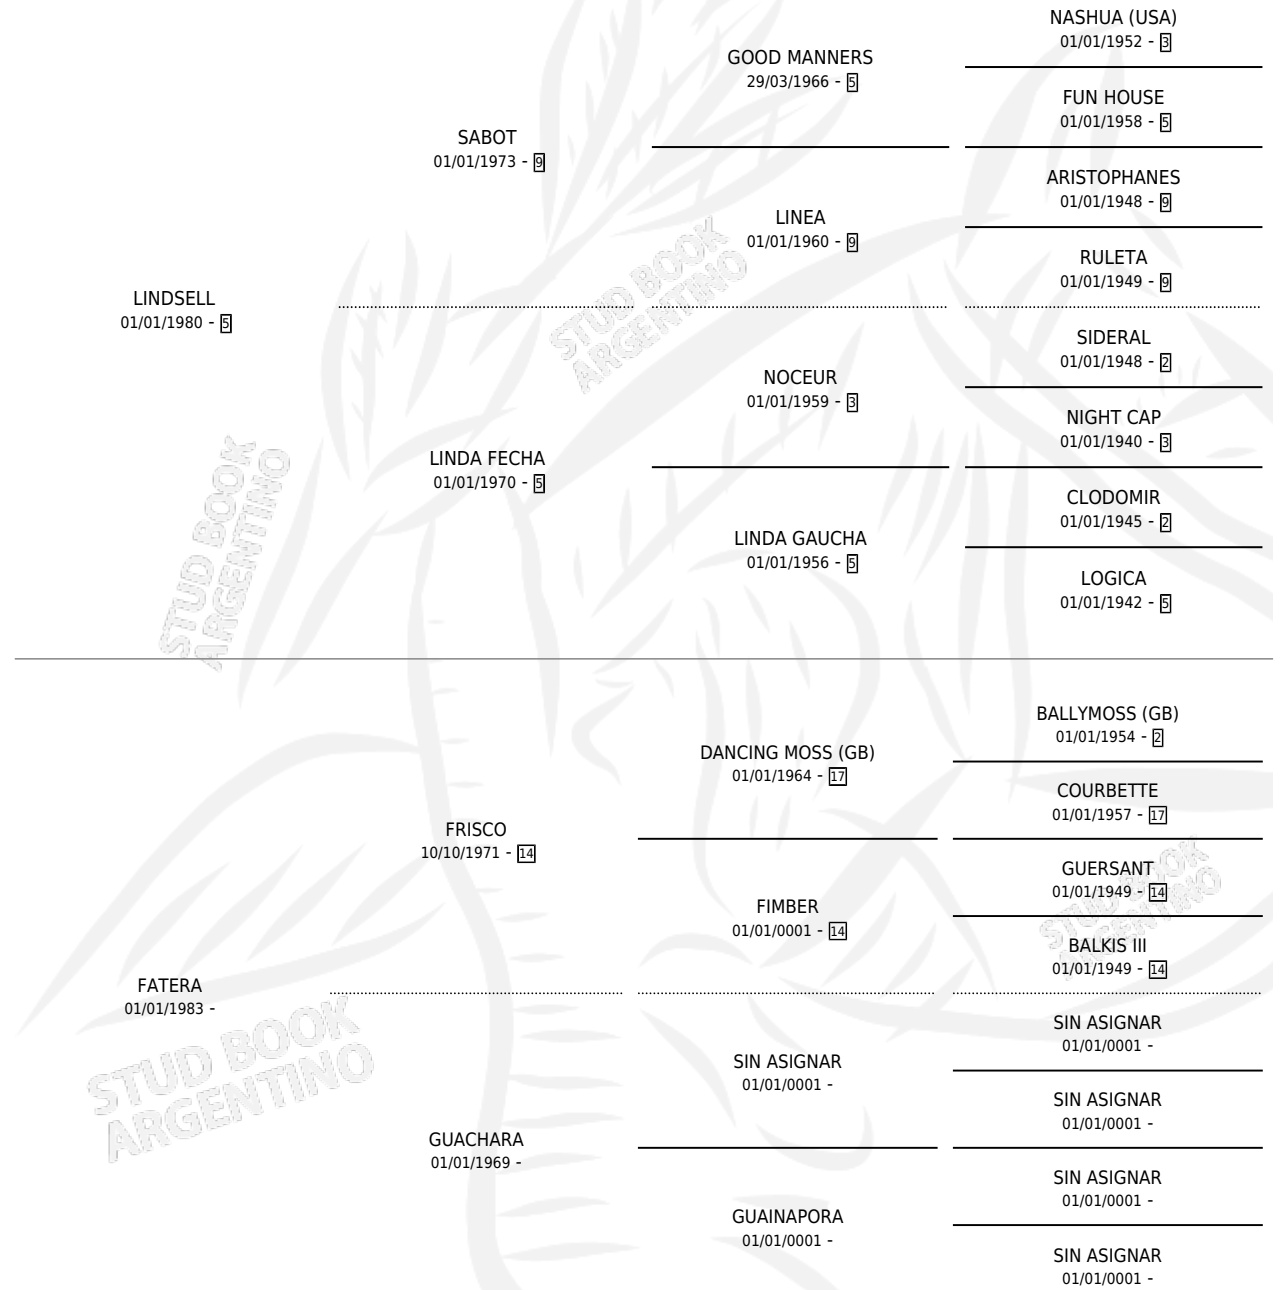 NASHUA (USA)
01/01/1952 - 3
GOOD MANNERS
29/03/1966 - 5
FUN HOUSE
01/01/1958 - 5
SABOT
01/01/1973 - 9
ARISTOPHANES
01/01/1948 - 9
LINEA
01/01/1960 - 9
RULETA
01/01/1949 - 9
LINDSELL
01/01/1980 - 5
SIDERAL
01/01/1948 - 2
NOCEUR
01/01/1959 - 3
NIGHT CAP
01/01/1940 - 3
LINDA FECHA
01/01/1970 - 5
CLODOMIR
01/01/1945 - 2
LINDA GAUCHA
01/01/1956 - 5
LOGICA
01/01/1942 - 5
STUD BOOK
ARGENTINO
STUD BOOK
ARGENTINO
BALLYMOSS (GB)
01/01/1954 - 2
DANCING MOSS (GB)
01/01/1964 - 17
COURBETTE
01/01/1957 - 17
FRISCO
10/10/1971 - 14
GUERSANT
01/01/1949 - 14
FIMBER
01/01/0001 - 14
BALKIS III
01/01/1949 - 14
STUD BOOK
ARGENTINO
FATERA
01/01/1983 -
SIN ASIGNAR
01/01/0001 -
SIN ASIGNAR
01/01/0001 -
SIN ASIGNAR
01/01/0001 -
STUD BOOK
ARGENTINO
GUACHARA
01/01/1969 -
SIN ASIGNAR
01/01/0001 -
GUAINAPORA
01/01/0001 -
SIN ASIGNAR
01/01/0001 -